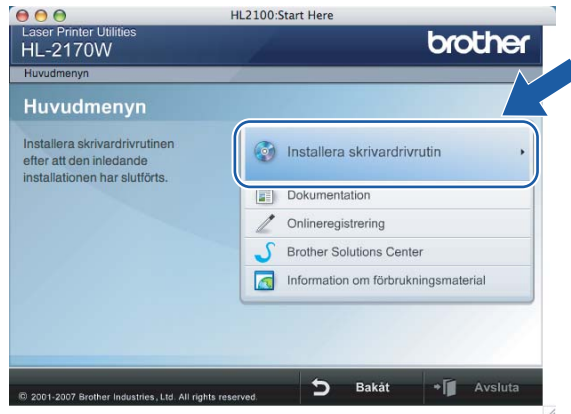 HL2100:Start Here
Laser Printer Utilities
HL-2170W
brother
Huvudmenyn
Huvudmenyn
Installera skrivardrivrutinen
efter att den inledande
installationen har slutförts.
Installera skrivardrivrutin
Dokumentation
Onlineregistrering
Brother Solutions Center
Information om förbrukningsmaterial
© 2001-2007 Brother Industries, Ltd. All rights reserved.
Bakåt
Avsluta